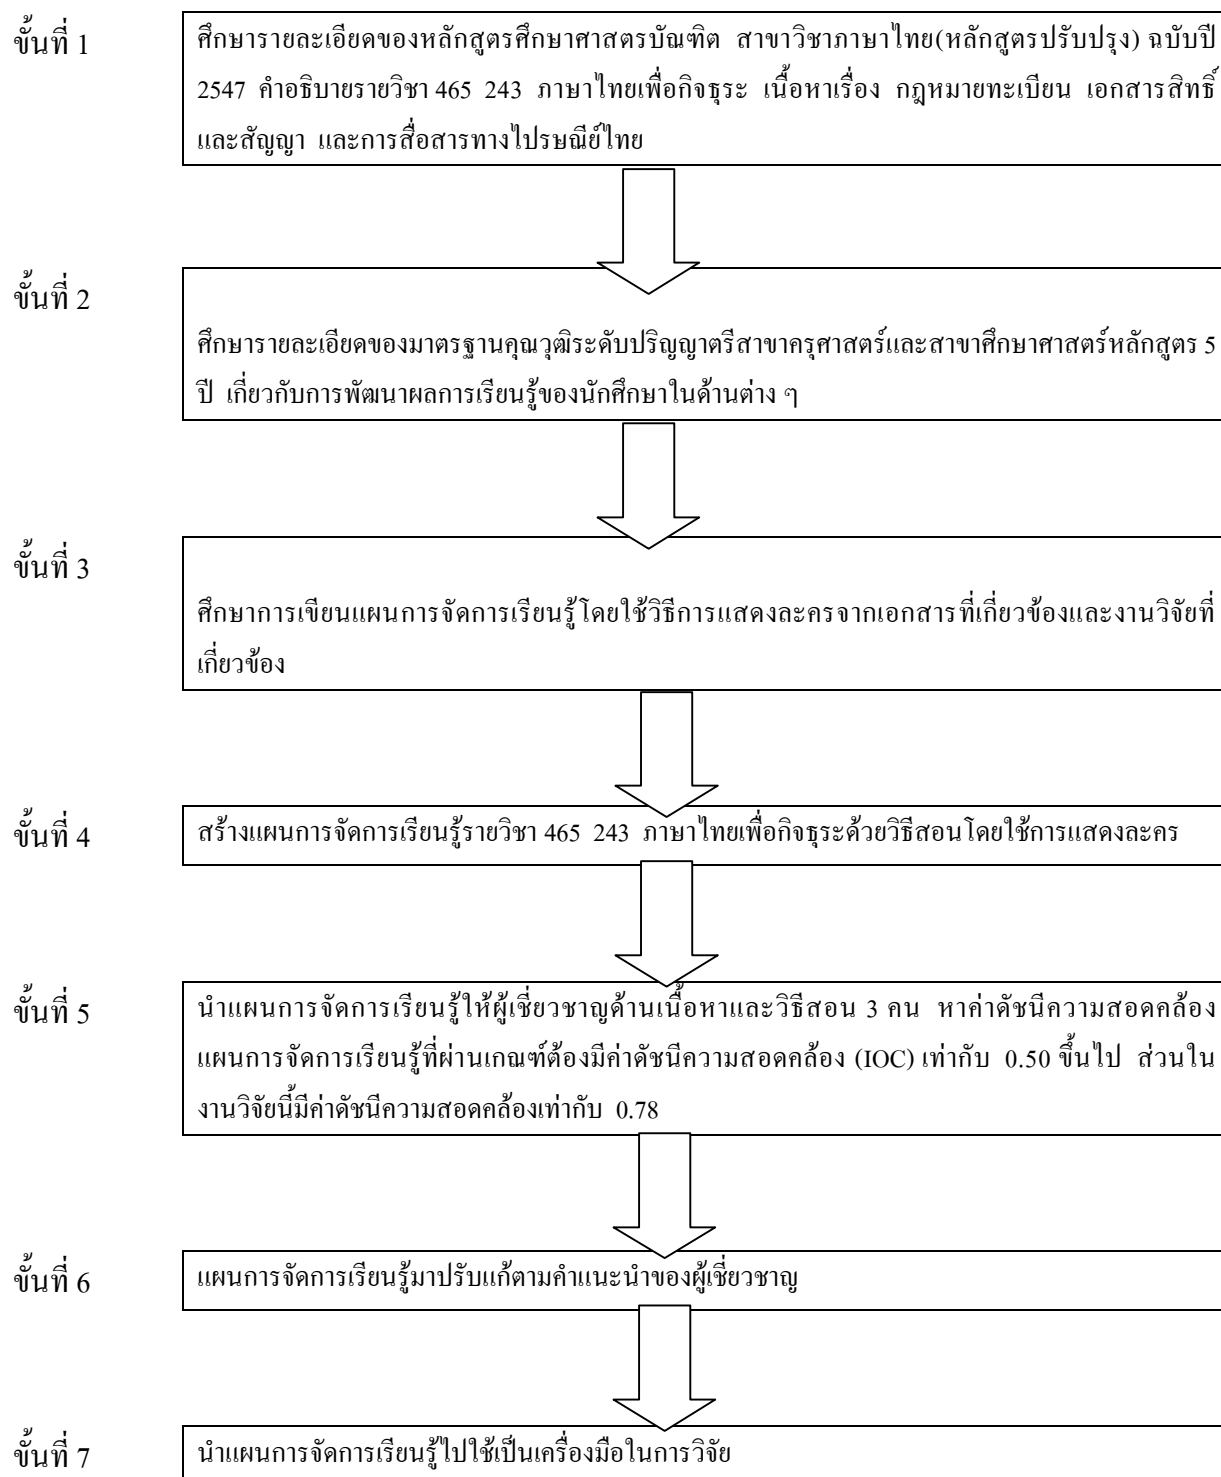 ขั้นที่ 1
ศึกษารายละเอียดของหลักสูตรศึกษาศาสตรบัณฑิต สาขาวิชาภาษาไทย(หลักสูตรปรับปรุง) ฉบับปี
2547 คำอธิบายรายวิชา 465 243 ภาษาไทยเพื่อกิจธุระ เนื้อหาเรื่อง กฎหมายทะเบียน เอกสารสิทธิ์
และสัญญา และการสื่อสารทางไปรษณีย์ไทย
ขั้นที่ 2
ศึกษารายละเอียดของมาตรฐานคุณวุฒิระดับปริญญาตรีสาขาครุศาสตร์และสาขาศึกษาศาสตร์หลักสูตร 5
ปี เกี่ยวกับการพัฒนาผลการเรียนรู้ของนักศึกษาในด้านต่าง ๆ
ขั้นที่ 3
ศึกษาการเขียนแผนการจัดการเรียนรู้โดยใช้วิธีการแสดงละครจากเอกสารที่เกี่ยวข้องและงานวิจัยที่
เกี่ยวข้อง
ขั้นที่ 4
สร้างแผนการจัดการเรียนรู้รายวิชา 465 243 ภาษาไทยเพื่อกิจธุระด้วยวิธีสอนโดยใช้การแสดงละคร
ขั้นที่ 5
นำแผนการจัดการเรียนรู้ให้ผู้เชี่ยวชาญด้านเนื้อหาและวิธีสอน 3 คน หาค่าดัชนีความสอดคล้อง
แผนการจัดการเรียนรู้ที่ผ่านเกณฑ์ต้องมีค่าดัชนีความสอดคล้อง (IOC) เท่ากับ 0.50 ขึ้นไป ส่วนใน
งานวิจัยนี้มีค่าดัชนีความสอดคล้องเท่ากับ 0.78
ขั้นที่ 6
แผนการจัดการเรียนรู้มาปรับแก้ตามคำแนะนำของผู้เชี่ยวชาญ
ขั้นที่ 7
นำแผนการจัดการเรียนรู้ไปใช้เป็นเครื่องมือในการวิจัย